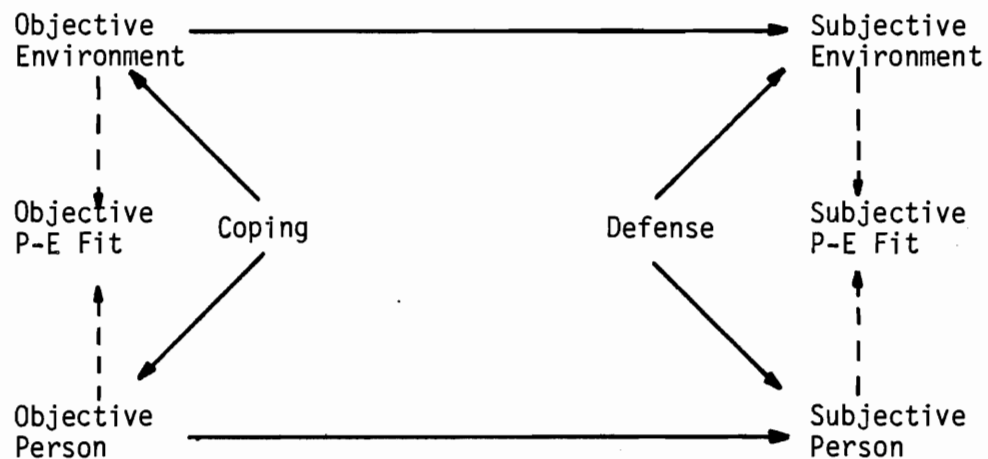 Objective
Environment
Subjective
Environment
Objective
P-E Fit
Coping
Defense
Subjective
P-E Fit
Objective
Person
Subjective
Person